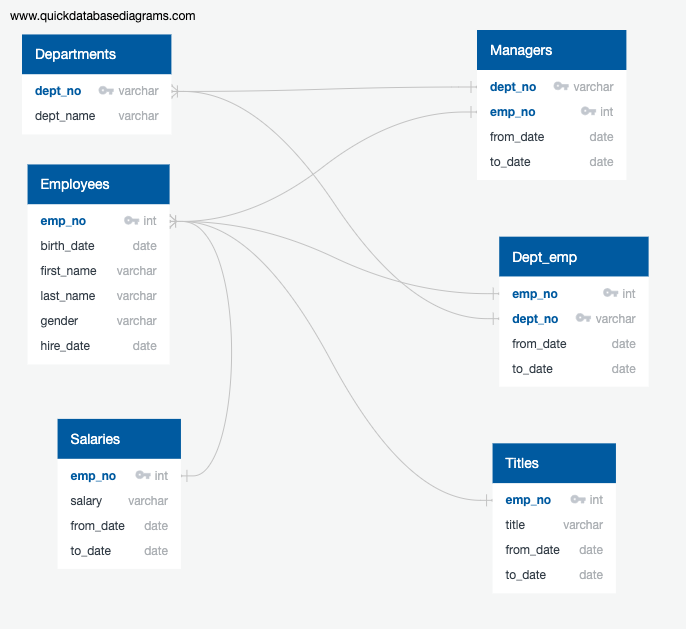 www.quickdatabasediagrams.com
Departments
dept_no varchar
dept_name varchar
Employees
emp_no int
birth_date date
first_name varchar
last_name varchar
gender varchar
hire_date date
Salaries
emp_no int
salary varchar
from_date date
to_date date
Managers
dept_no varchar
emp_no int
from_date date
to_date date
Dept_emp
emp_no int
dept_no varchar
from_date date
to_date date
Titles
emp_no int
title varchar
from_date date
to_date date